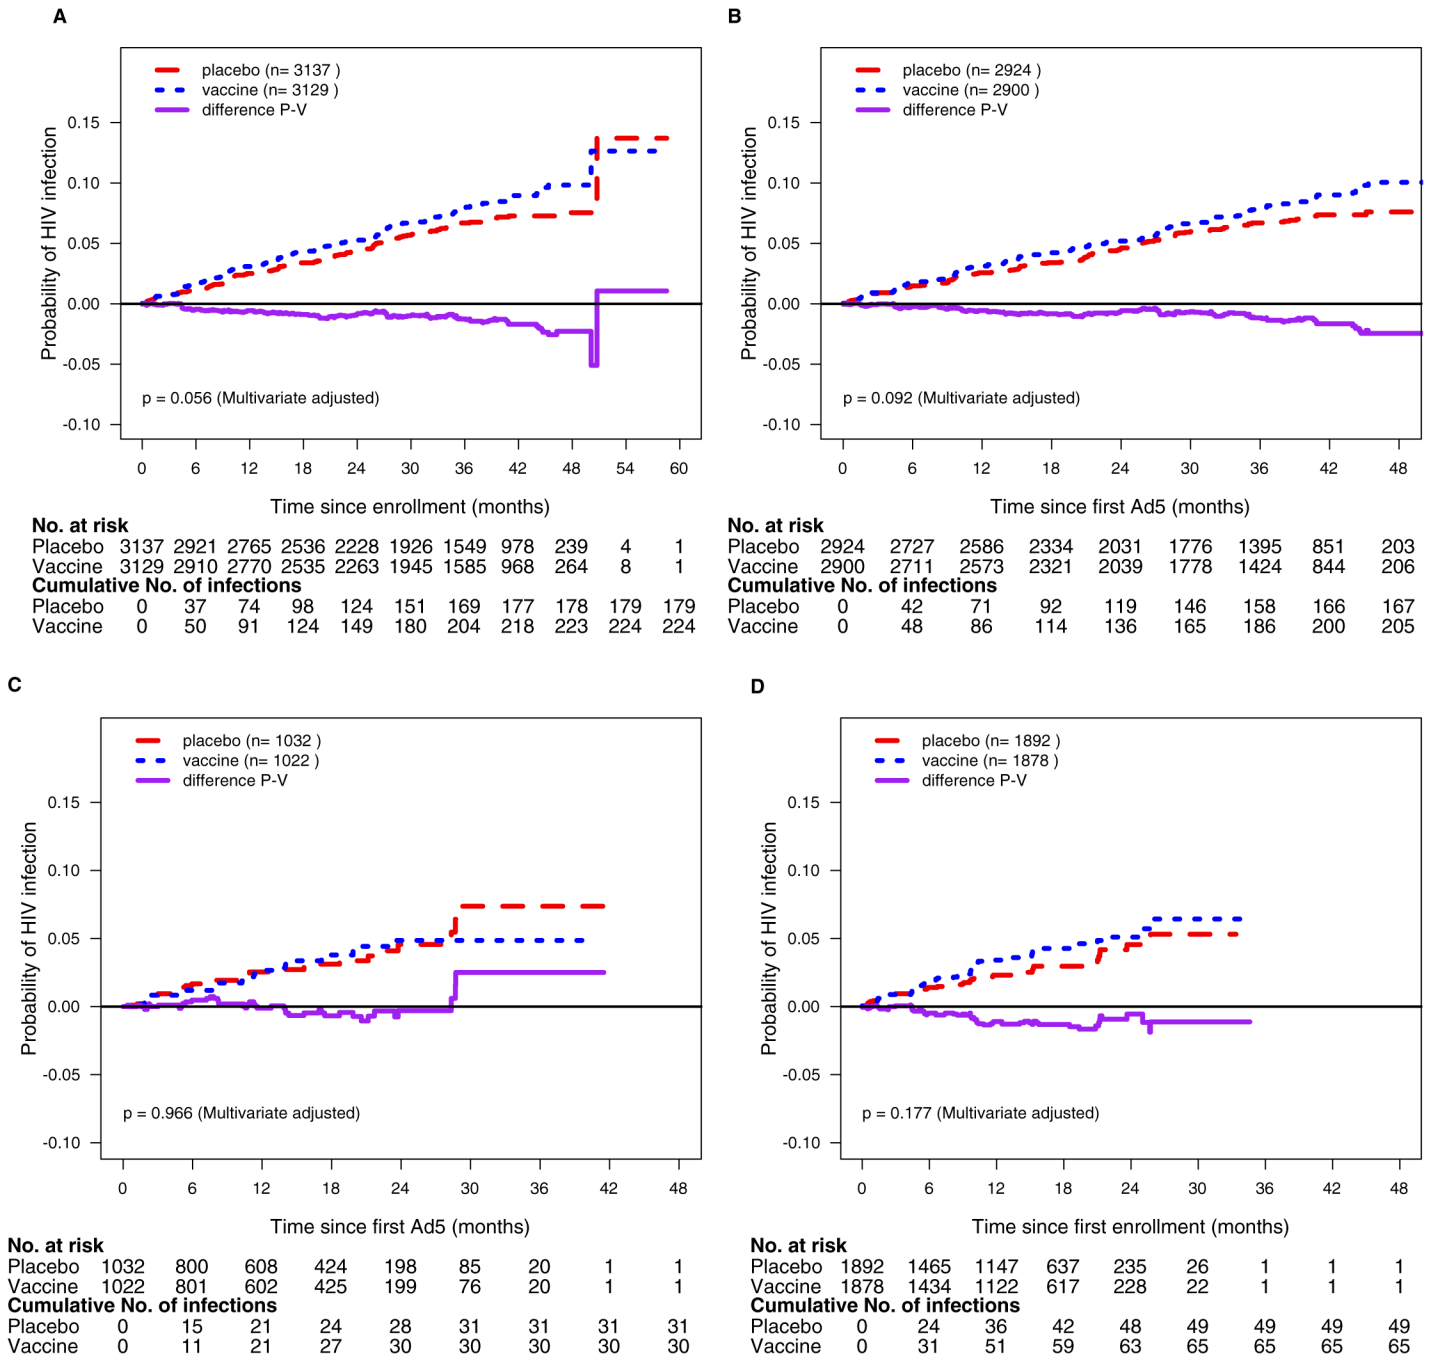 A
placebo (n= 3137 )
vaccine (n= 3129 )
difference P-V
Probability of HIV infection
0.15
0.10
0.05
0.00
-0.05
-0.10
p = 0.056 (Multivariate adjusted)
0 6 12 18 24 30 36 42 48 54 60
Time since enrollment (months)
No. at risk
Placebo 3137 2921 2765 2536 2228 1926 1549 978 239 4 1
Vaccine 3129 2910 2770 2535 2263 1945 1585 968 264 8 1
Cumulative No. of infections
Placebo 0 37 74 98 124 151 169 177 178 179 179
Vaccine 0 50 91 124 149 180 204 218 223 224 224
B
placebo (n= 2924 )
vaccine (n= 2900 )
difference P-V
Probability of HIV infection
0.15
0.10
0.05
0.00
-0.05
-0.10
p = 0.092 (Multivariate adjusted)
0 6 12 18 24 30 36 42 48
Time since first Ad5 (months)
No. at risk
Placebo 2924 2727 2586 2334 2031 1776 1395 851 203
Vaccine 2900 2711 2573 2321 2039 1778 1424 844 206
Cumulative No. of infections
Placebo 0 42 71 92 119 146 158 166 167
Vaccine 0 48 86 114 136 165 186 200 205
C
placebo (n= 1032 )
vaccine (n= 1022 )
difference P-V
Probability of HIV infection
0.15
0.10
0.05
0.00
-0.05
-0.10
p = 0.966 (Multivariate adjusted)
0 6 12 18 24 30 36 42 48
Time since first Ad5 (months)
No. at risk
Placebo 1032 800 608 424 198 85 20 1 1
Vaccine 1022 801 602 425 199 76 20 1 1
Cumulative No. of infections
Placebo 0 15 21 24 28 31 31 31 31
Vaccine 0 11 21 27 30 30 30 30 30
D
placebo (n= 1892 )
vaccine (n= 1878 )
difference P-V
Probability of HIV infection
0.15
0.10
0.05
0.00
-0.05
-0.10
p = 0.177 (Multivariate adjusted)
0 6 12 18 24 30 36 42 48
Time since first enrollment (months)
No. at risk
Placebo 1892 1465 1147 637 235 26 1 1 1
Vaccine 1878 1434 1122 617 228 22 1 1 1
Cumulative No. of infections
Placebo 0 24 36 42 48 49 49 49 49
Vaccine 0 31 51 59 63 65 65 65 65